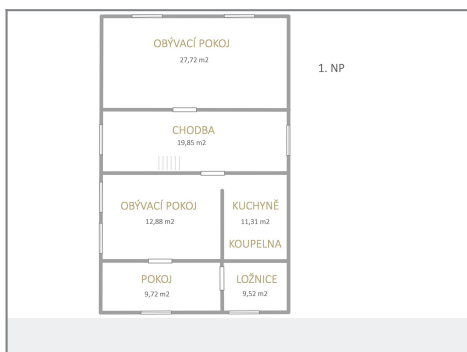 OBÝVACÍ POKOJ
27,72 m2
1. NP
CHODBA
19,85 m2
OBÝVACÍ POKOJ
12,88 m2
KUCHYNĚ
11,31 m2
KOUPELNA
POKOJ
9,72 m2
LOŽNICE
9,52 m2